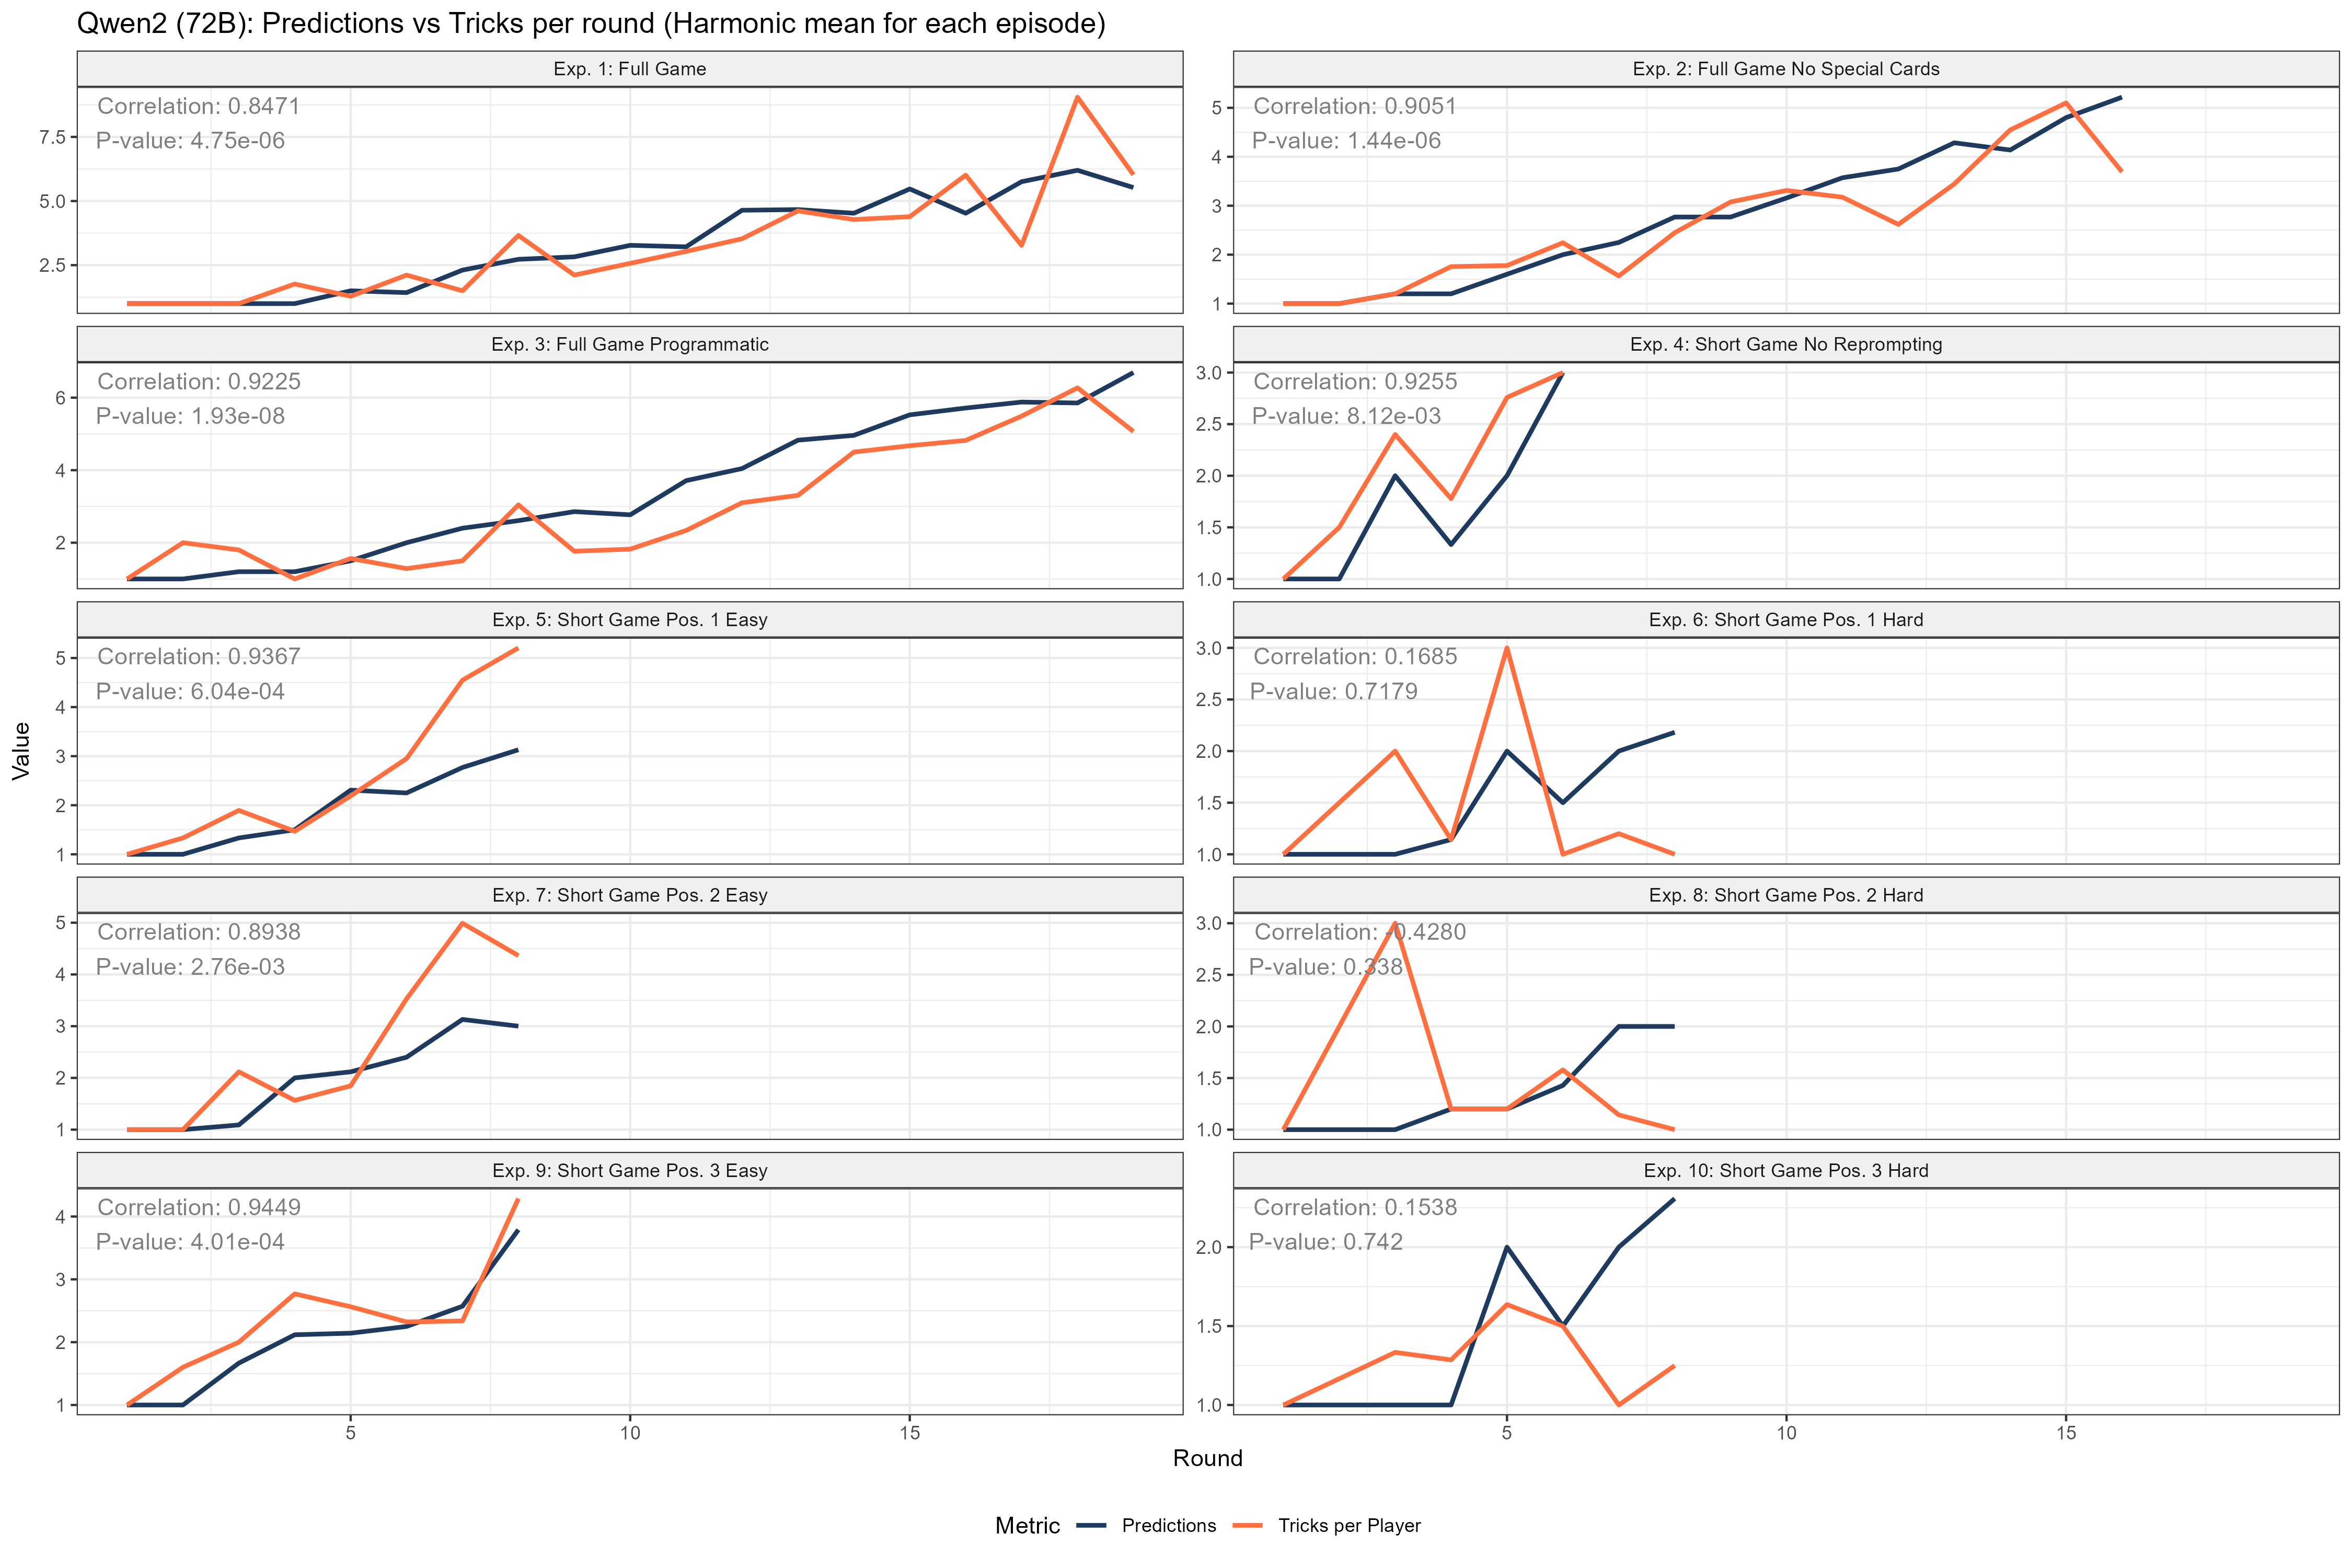 Qwen2 (72B): Predictions vs Tricks per round (Harmonic mean for each episode)
Exp. 1: Full Game
Correlation: 0.8471
P-value: 4.75e-06
7.5
5.0
2.5
Exp. 2: Full Game No Special Cards
Correlation: 0.9051
P-value: 1.44e-06
5
4
3
2
1
Exp. 3: Full Game Programmatic
Correlation: 0.9225
P-value: 1.93e-08
6
4
2
Exp. 4: Short Game No Reprompting
Correlation: 0.9255
P-value: 8.12e-03
3.0
2.5
2.0
1.5
1.0
Exp. 5: Short Game Pos. 1 Easy
Correlation: 0.9367
P-value: 6.04e-04
5
4
3
2
1
Exp. 6: Short Game Pos. 1 Hard
Correlation: 0.1685
P-value: 0.7179
3.0
2.5
2.0
1.5
1.0
Exp. 7: Short Game Pos. 2 Easy
Correlation: 0.8938
P-value: 2.76e-03
5
4
3
2
1
Exp. 8: Short Game Pos. 2 Hard
Correlation: -0.4280
P-value: 0.338
3.0
2.5
2.0
1.5
1.0
Exp. 9: Short Game Pos. 3 Easy
Correlation: 0.9449
P-value: 4.01e-04
4
3
2
1
5
10
15
Exp. 10: Short Game Pos. 3 Hard
Correlation: 0.1538
P-value: 0.742
2.0
1.5
1.0
5
10
15
Value
Round
Metric
Predictions
Tricks per Player